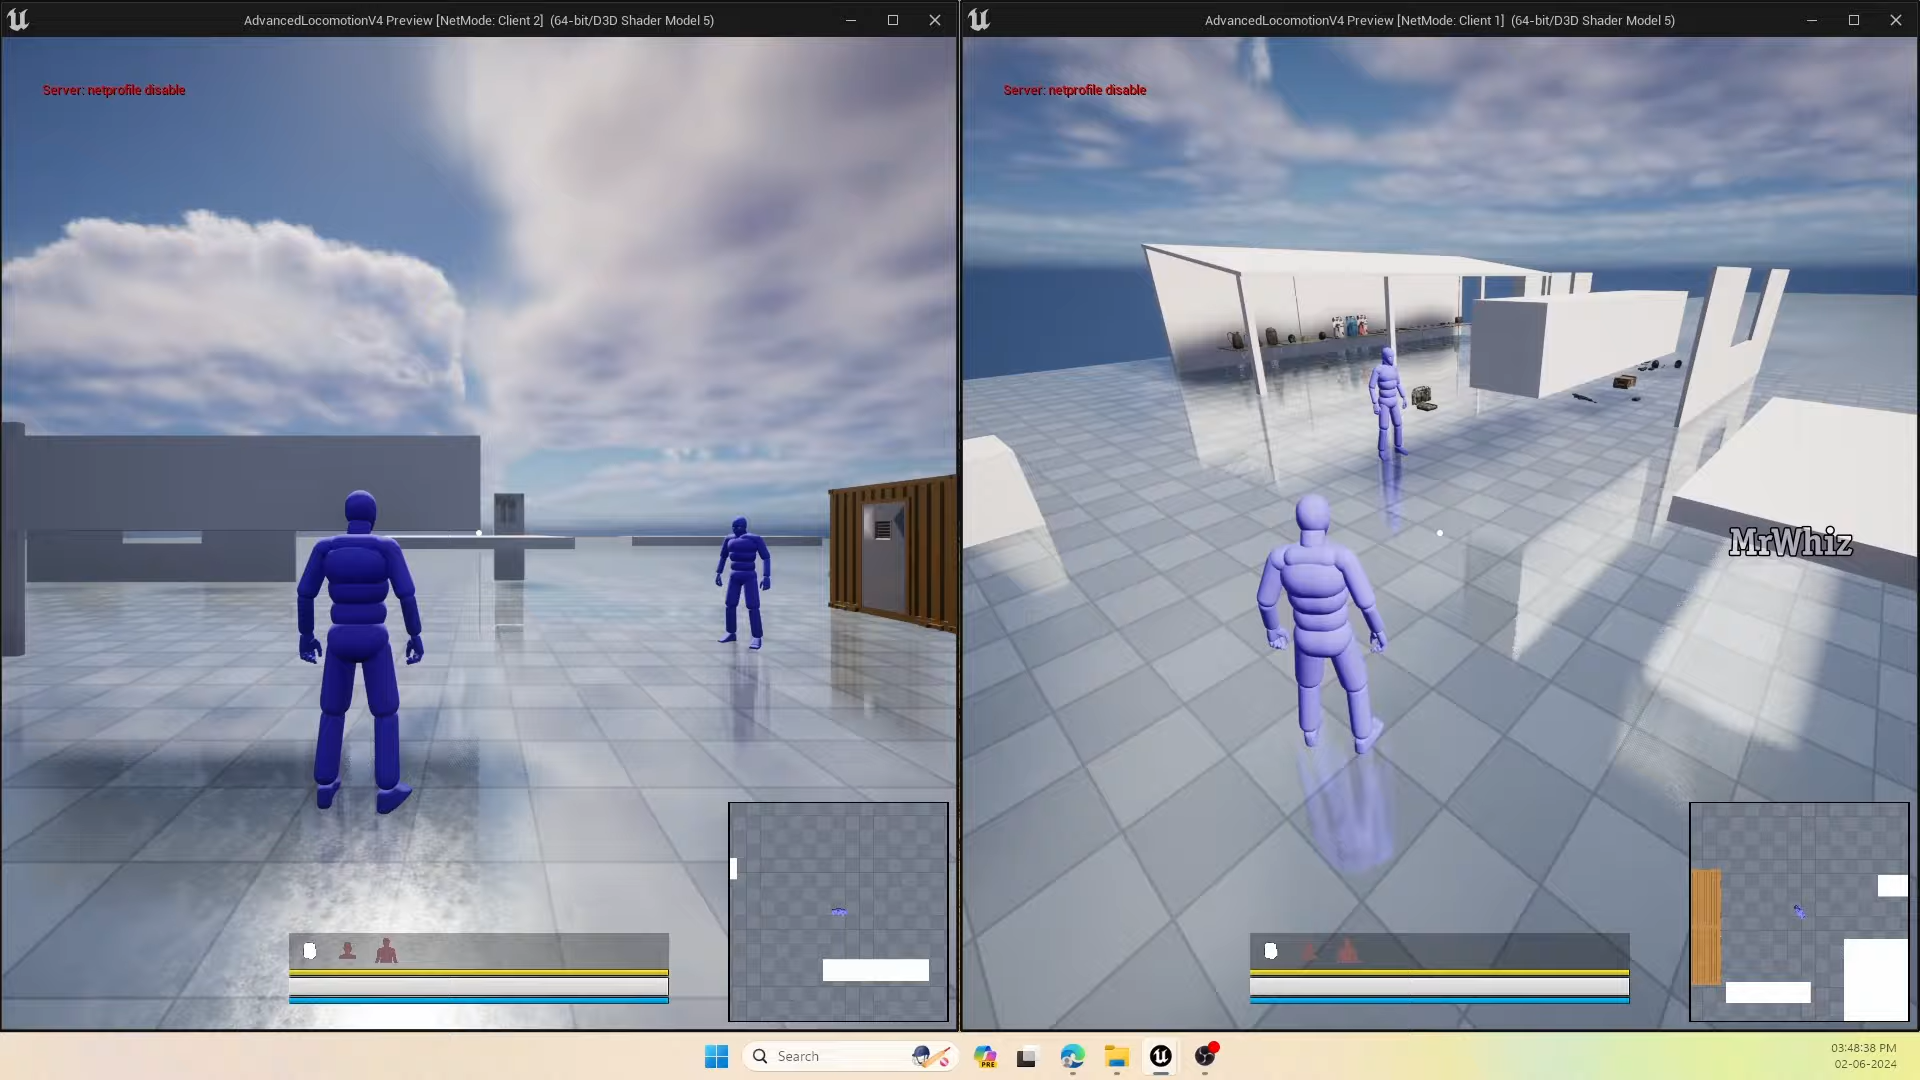 AdvancedLocomotionV4 Preview [NetMode: Client 2] (64-bit/D3D Shader Model 5)
Server: netprofile disable
AdvancedLocomotionV4 Preview [NetMode: Client 1] (64-bit/D3D Shader Model 5)
Server: netprofile disable
MrWhiz
Search
PRE
03:48:38 PM
02-06-2024